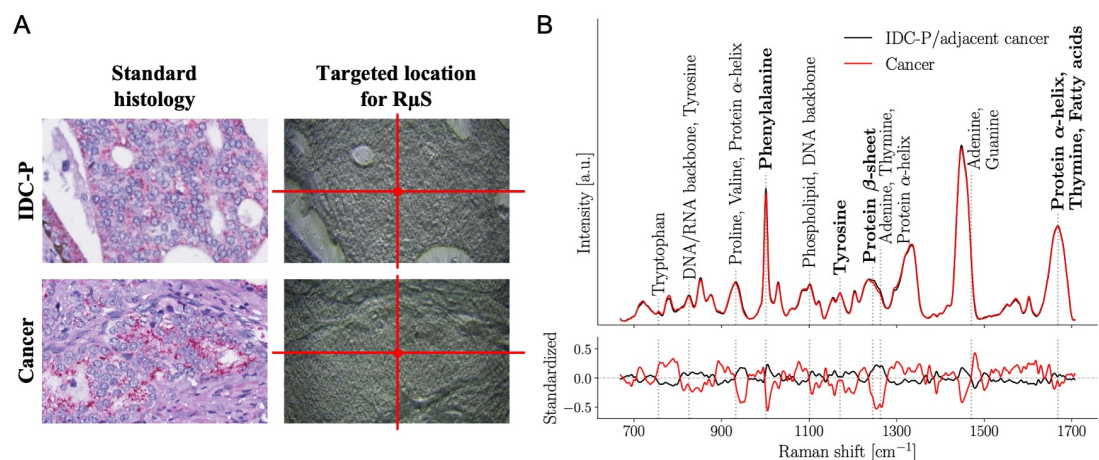 A
Standard
histology
Targeted location
for RμS
IDC-P
Cancer
B
IDC-P/adjacent cancer
Cancer
Intensity [a.u.]
Tryptophan
DNA/RNA backbone, Tyrosine
Proline, Valine, Protein α-helix
Phenylalanine
Phospholipid, DNA backbone
Tyrosine
Protein β-sheet
Adenine, Thymine,
Protein α-helix
Adenine,
Guanine
Protein α-helix,
Thymine, Fatty acids
Standardized
0.5
0.0
−0.5
700
900
1100
1300
1500
1700
Raman shift [cm⁻¹]